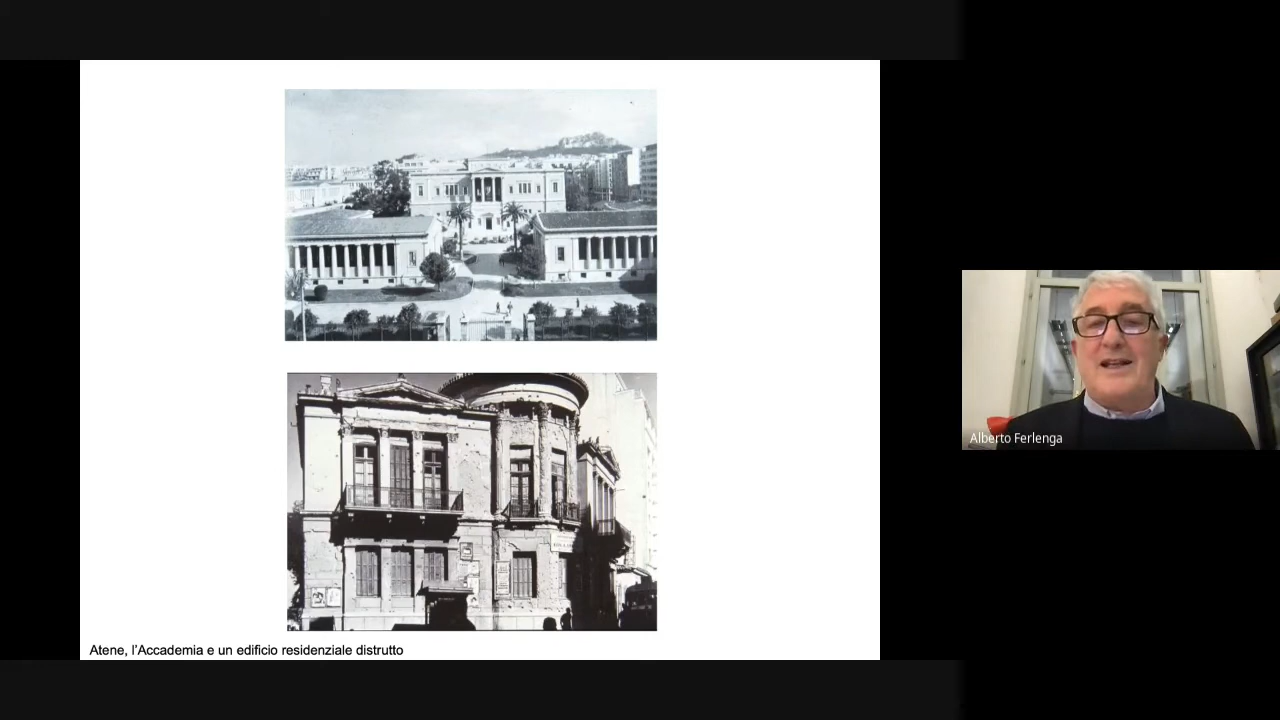 Atene, l’Accademia e un edificio residenziale distrutto
Alberto Ferlenga